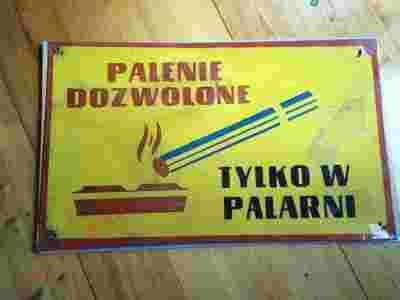 PALENIE
DOZWOLONE
TYLKO W
PALARNI